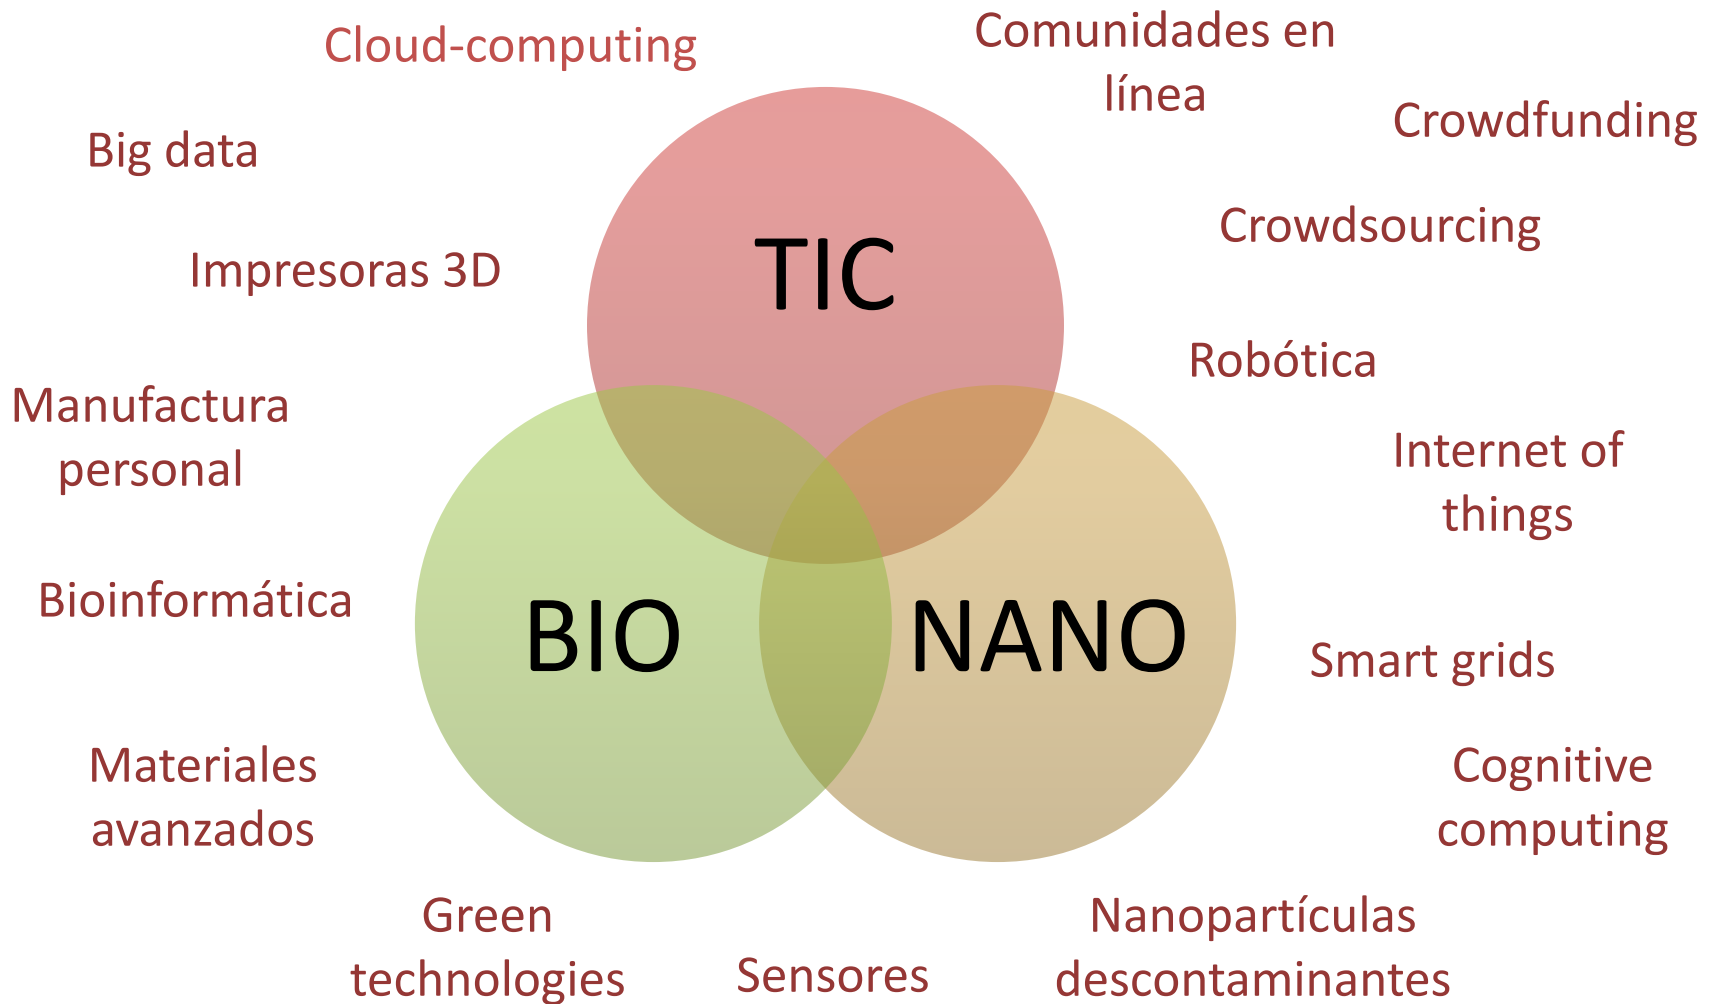 Cloud-computing
Comunidades en
línea
Crowdfunding
Big data
Crowdsourcing
Impresoras 3D
TIC
Robótica
Manufactura
personal
Internet of
things
Bioinformática
BIO
NANO
Smart grids
Materiales
avanzados
Cognitive
computing
Green
technologies
Sensores
Nanopartículas
descontaminantes